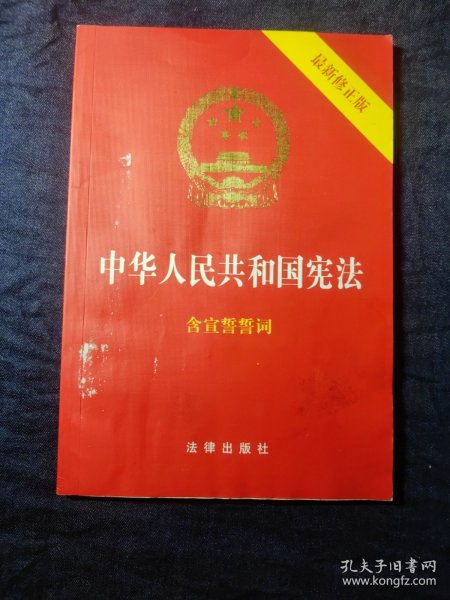 最新修正版
中华人民共和国宪法
含宣誓誓词
法律出版社
孔夫子旧书网
www.kongfz.com